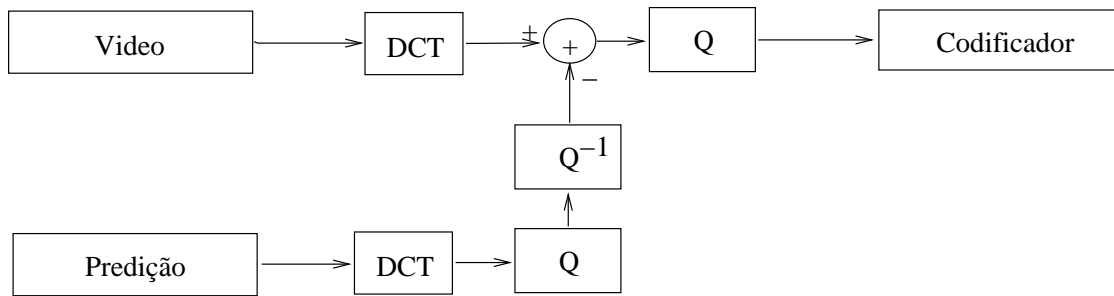 Video
DCT
+
+
Q
Codificador
−
Q−1
Predição
DCT
Q